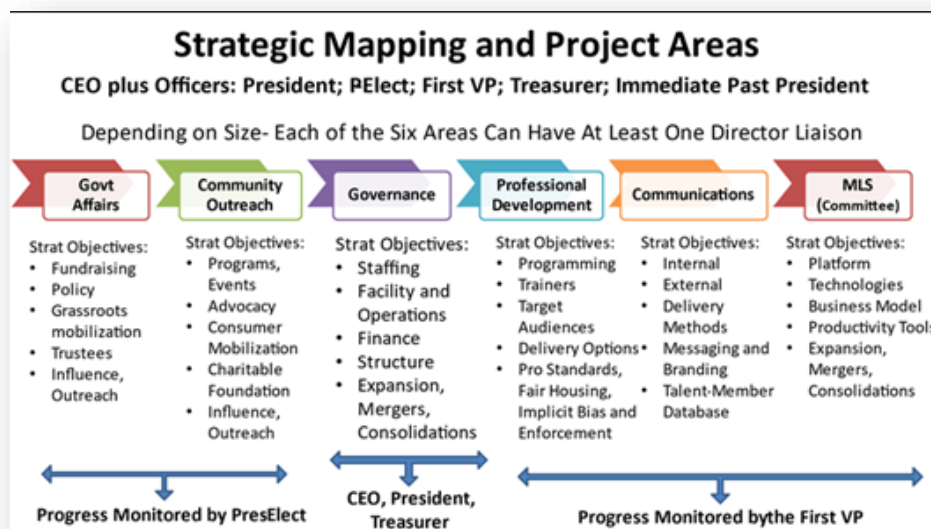 Strategic Mapping and Project Areas
CEO plus Officers: President; PElect; First VP; Treasurer; Immediate Past President
Depending on Size- Each of the Six Areas Can Have At Least One Director Liaison
Govt
Affairs
Strat Objectives:
• Fundraising
• Policy
• Grassroots
mobilization
• Trustees
• Influence,
Outreach
Community
Outreach
Strat Objectives:
• Programs,
Events
• Advocacy
• Consumer
Mobilization
• Charitable
Foundation
• Influence,
Outreach
Governance
Strat Objectives:
• Staffing
• Facility and
Operations
• Finance
• Structure
• Expansion,
Mergers,
Consolidations
Professional
Development
Strat Objectives:
• Programming
• Trainers
• Target
Audiences
• Delivery Options
• Pro Standards,
Fair Housing,
Implicit Bias and
Enforcement
Communications
Strat Objectives:
• Internal
• External
• Delivery
Methods
• Messaging and
Branding
• Talent-Member
Database
MLS
(Committee)
Strat Objectives:
• Platform
• Technologies
• Business Model
• Productivity Tools
• Expansion,
Mergers,
Consolidations
Progress Monitored by PresElect
CEO, President,
Treasurer
Progress Monitored bythe First VP